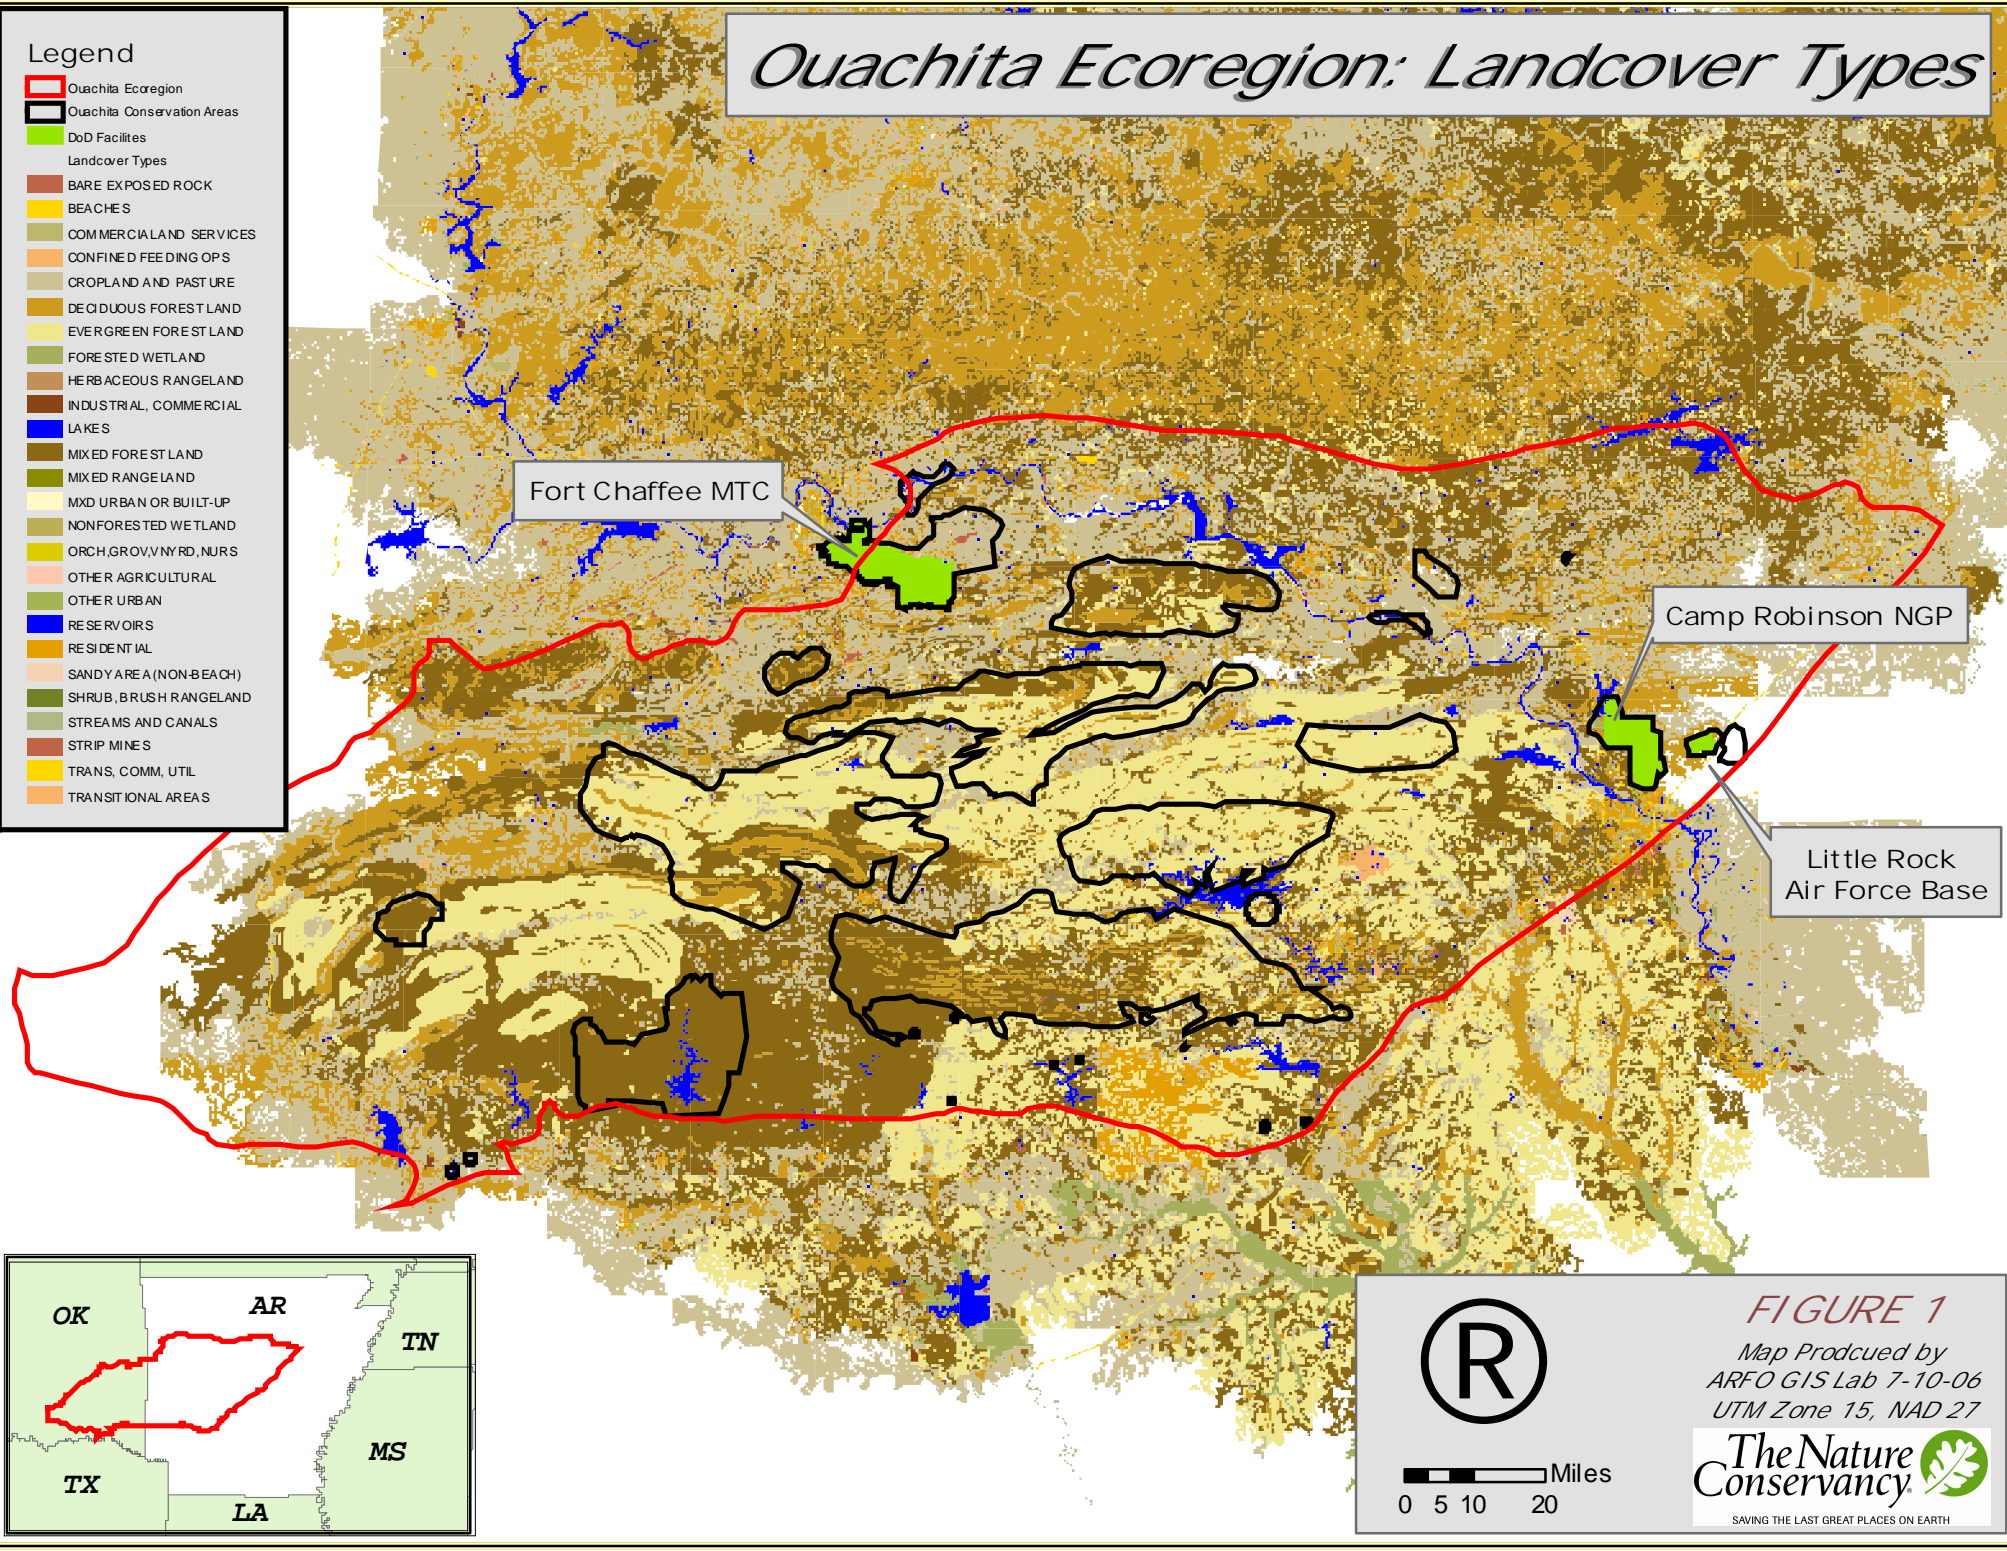 Ouachita Ecoregion: Landcover Types
Legend
Ouachita Ecoregion
Ouachita Conservation Areas
DoD Facilites
Landcover Types
BARE EXPOSED ROCK
BEACHES
COMMERCIALAND SERVICES
CONFINED FEEDING OPS
CROPLAND AND PASTURE
DECIDUOUS FOREST LAND
EVERGREEN FOREST LAND
FORESTED WETLAND
HERBACEOUS RANGELAND
INDUSTRIAL, COMMERCIAL
LAKES
MIXED FOREST LAND
MIXED RANGELAND
MXD URBAN OR BUILT-UP
NONFORESTED WETLAND
ORCH,GROV,VNYRD,NURS
OTHER AGRICULTURAL
OTHER URBAN
RESERVOIRS
RESIDENTIAL
SANDY AREA (NON-BEACH)
SHRUB, BRUSH RANGELAND
STREAMS AND CANALS
STRIP MINES
TRANS, COMM, UTIL
TRANSITIONAL AREAS
Fort Chaffee MTC
Camp Robinson NGP
Little Rock
Air Force Base
OK
AR
TN
MS
TX
LA
®
Miles
0 5 10 20
FIGURE 1
Map Prodcued by
ARFO GIS Lab 7-10-06
UTM Zone 15, NAD 27
The Nature
Conservancy®
SAVING THE LAST GREAT PLACES ON EARTH